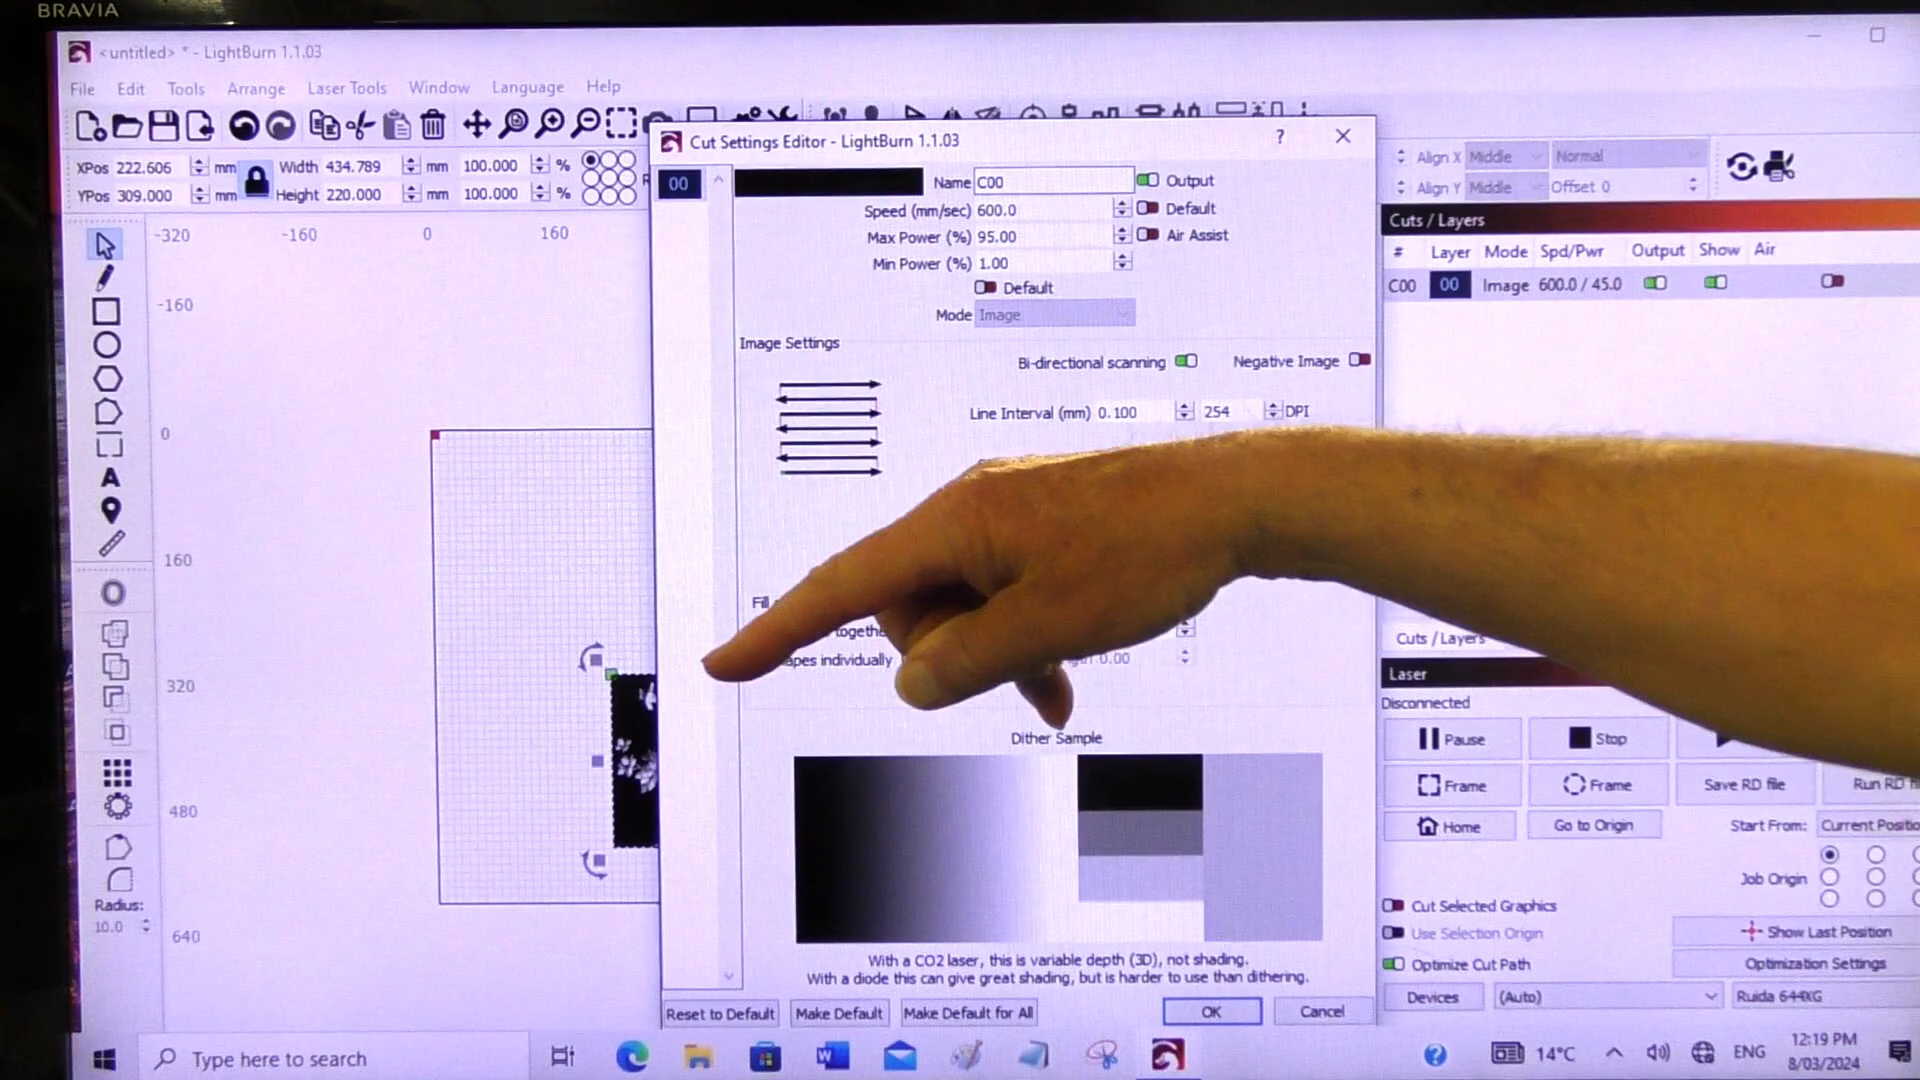 BRAVIA
<untitled> * - LightBurn 1.1.03
File Edit Tools Arrange Laser Tools Window Language Help
XPos 222.606 mm Width 434.789 mm 100.000 %
YPos 309.000 mm Height 220.000 mm 100.000 %
Align X Middle Normal
Align Y Middle Offset 0
Cut Settings Editor - LightBurn 1.1.03 ?
00
Name C00 Output
Speed (mm/sec) 600.0 Default
Max Power (%) 95.00 Air Assist
Min Power (%) 1.00
Default
Mode Image
Image Settings
Bi-directional scanning Negative Image
Line Interval (mm) 0.100 254 DPI
Fill
apes individually 0.00
Dither Sample
With a CO2 laser, this is variable depth (3D), not shading.
With a diode this can give great shading, but is harder to use than dithering.
Reset to Default Make Default Make Default for All OK Cancel
-320 -160 0 160
-160
0
160
320
480
640
A
Radius:
10.0
Cuts / Layers
# Layer Mode Spd/Pwr Output Show Air
C00 00 Image 600.0 / 45.0
Cuts / Layers
Laser
Disconnected
Pause Stop
Frame Frame Save RD file Run RD
Home Go to Origin Start From: Current Positio
Job Origin
Cut Selected Graphics
Use Selection Origin Show Last Position
Optimize Cut Path Optimization Settings
Devices (Auto) Ruida 644XG
Type here to search
W
14°C ENG 12:19 PM
8/03/2024